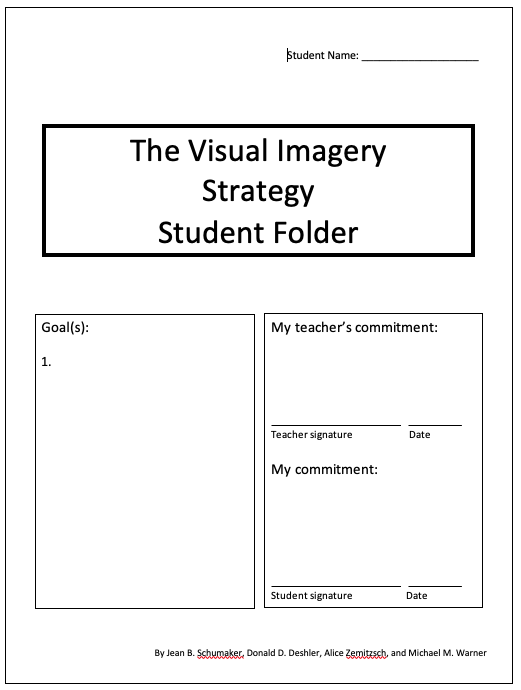 Student Name: ____________________
The Visual Imagery
Strategy
Student Folder
Goal(s):
1.
My teacher's commitment:
Teacher signature Date
My commitment:
Student signature Date
By Jean B. Schumaker, Donald D. Deshler, Alice Zemitzsch, and Michael M. Warner